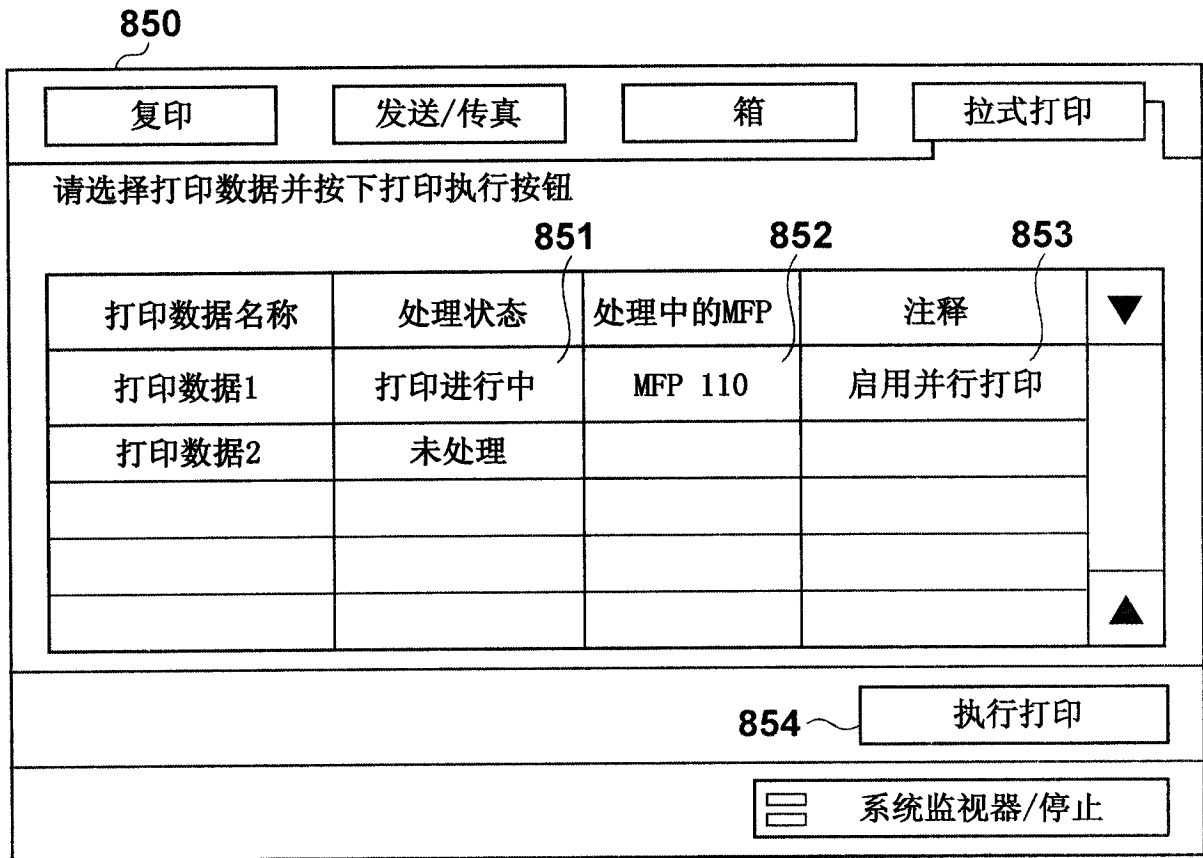 850
复印 发送/传真 箱 拉式打印
请选择打印数据并按下打印执行按钮
851 852 853
打印数据名称 处理状态 处理中的MFP 注释
打印数据1 打印进行中 MFP 110 启用并行打印
打印数据2 未处理
854 执行打印
系统监视器/停止